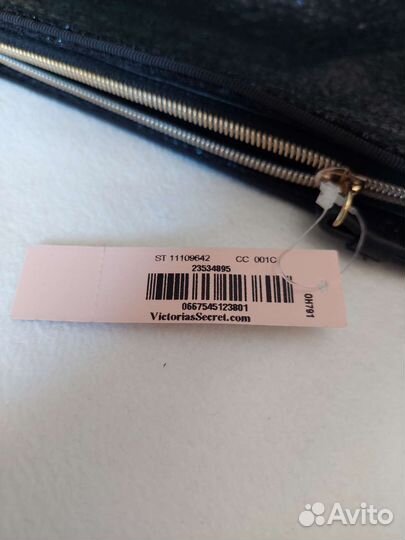 ST 11109642 CC 001C
23534895
0667545123801
VictoriasSecret.com
OH791
Avito